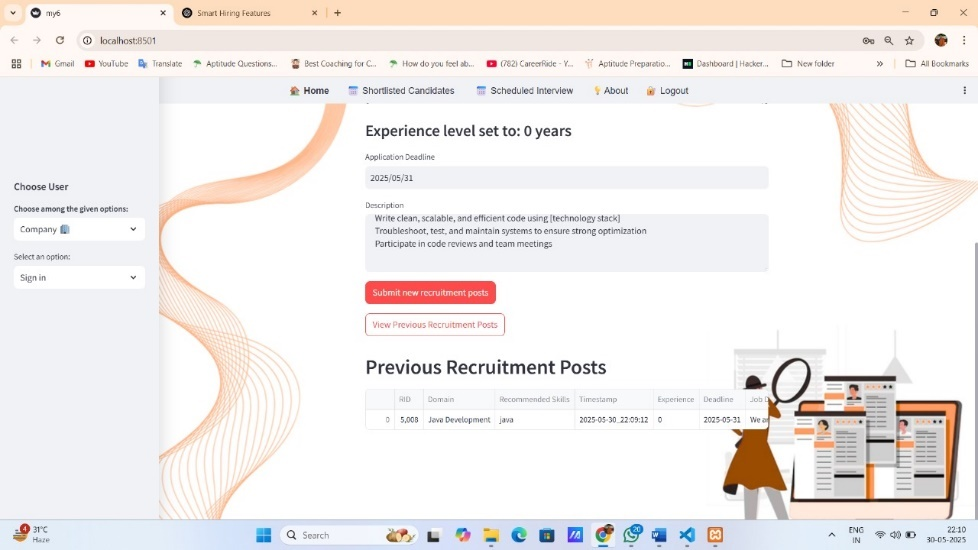 my6
Smart Hiring Features
localhost:8501
Gmail
YouTube
Translate
Aptitude Questions...
Best Coaching for C...
How do you feel ab...
(782) CareerRide - Y...
Aptitude Preparatio...
Dashboard | Hacker...
New folder
All Bookmarks
Home
Shortlisted Candidates
Scheduled Interview
About
Logout
Choose User
Choose among the given options:
Company
Select an option:
Sign in
Experience level set to: 0 years
Application Deadline
2025/05/31
Description
Write clean, scalable, and efficient code using [technology stack]
Troubleshoot, test, and maintain systems to ensure strong optimization
Participate in code reviews and team meetings
Submit new recruitment posts
View Previous Recruitment Posts
Previous Recruitment Posts
RID Domain Recommended Skills Timestamp Experience Deadline Job D
0 5,008 Java Development java 2025-05-30_22:09:12 0 2025-05-31 We ar
4
31°C
Haze
Search
20
ENG
IN
22:10
30-05-2025